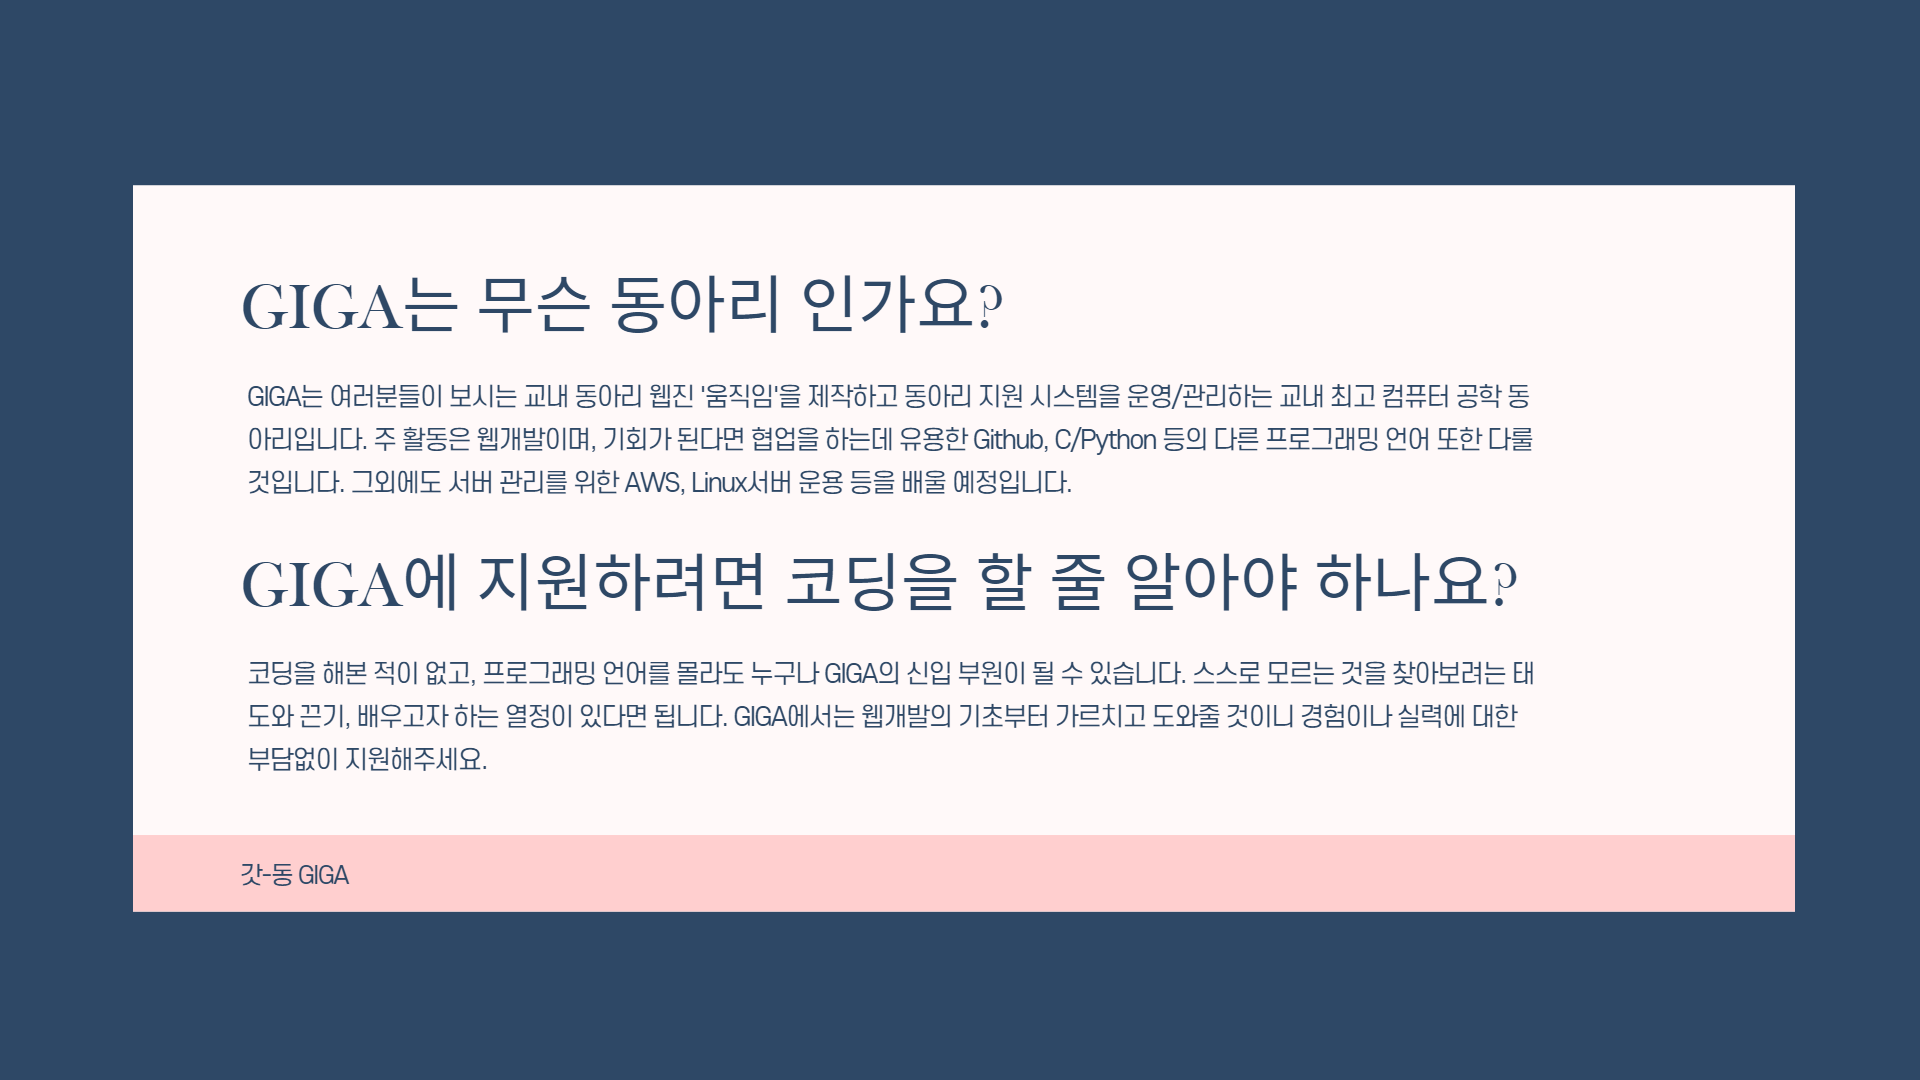 GIGA는 무슨 동아리 인가요?
GIGA는 여러분들이 보시는 교내 동아리 웹진 '움직임'을 제작하고 동아리 지원 시스템을 운영/관리하는 교내 최고 컴퓨터 공학 동
아리입니다. 주 활동은 웹개발이며, 기회가 된다면 협업을 하는데 유용한 Github, C/Python 등의 다른 프로그래밍 언어 또한 다룰
것입니다. 그외에도 서버 관리를 위한 AWS, Linux서버 운용 등을 배울 예정입니다.
GIGA에 지원하려면 코딩을 할 줄 알아야 하나요?
코딩을 해본 적이 없고, 프로그래밍 언어를 몰라도 누구나 GIGA의 신입 부원이 될 수 있습니다. 스스로 모르는 것을 찾아보려는 태
도와 끈기, 배우고자 하는 열정이 있다면 됩니다. GIGA에서는 웹개발의 기초부터 가르치고 도와줄 것이니 경험이나 실력에 대한
부담없이 지원해주세요.
갓-동 GIGA